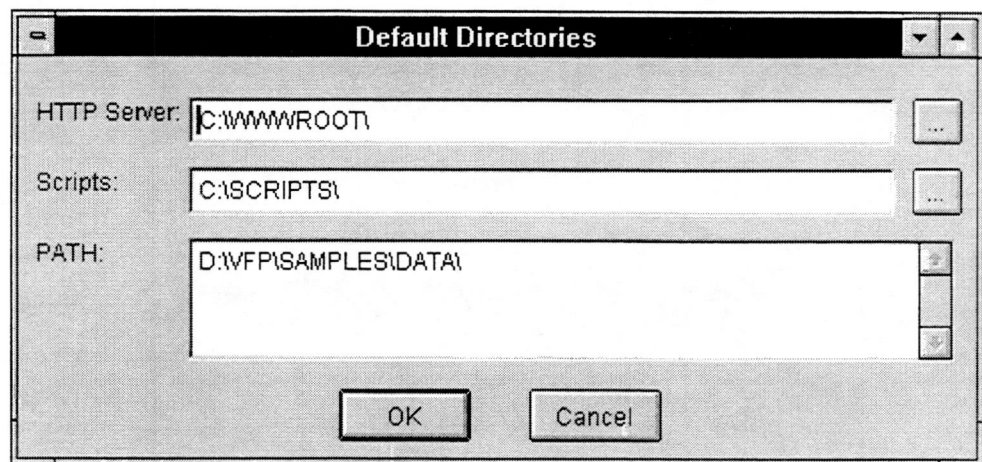 Default Directories
HTTP Server: C:\WWWROOT\ ...
Scripts: C:\SCRIPTS\ ...
PATH: D:\VFP\SAMPLES\DATA\
OK Cancel